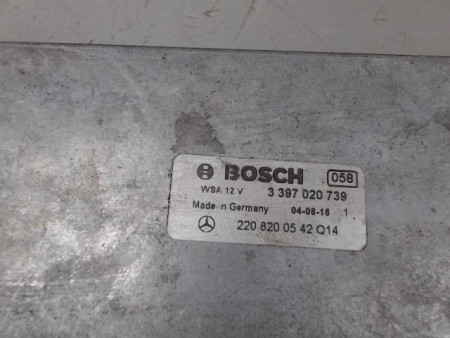 BOSCH 058
WSA 12 V 3 397 020 739
Made in Germany 04-08-16 1
220 820 05 42 Q14